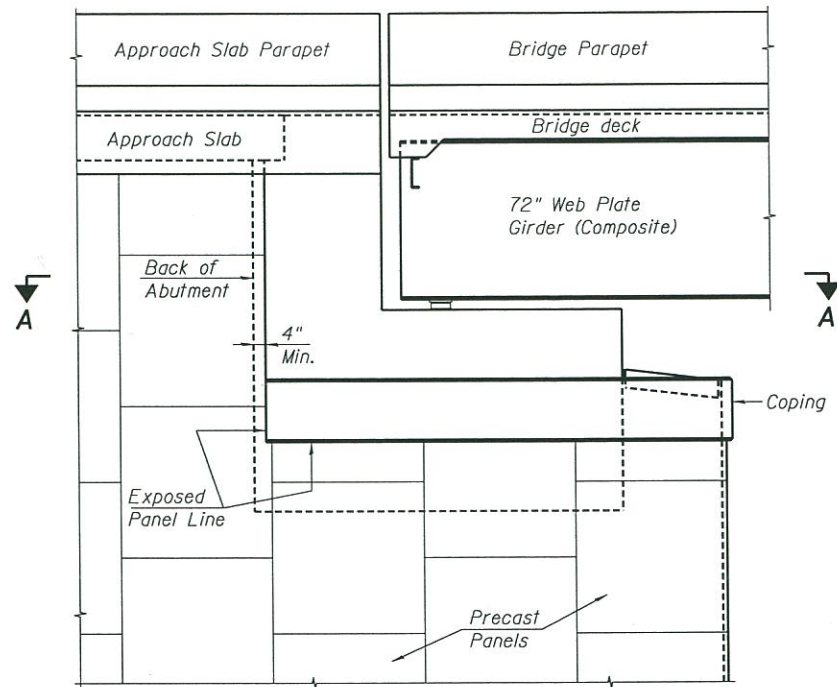 Approach Slab Parapet
Bridge Parapet
Approach Slab
Bridge deck
72" Web Plate
Girder (Composite)
Back of
Abutment
A
A
4"
Min.
Coping
Exposed
Panel Line
Precast
Panels